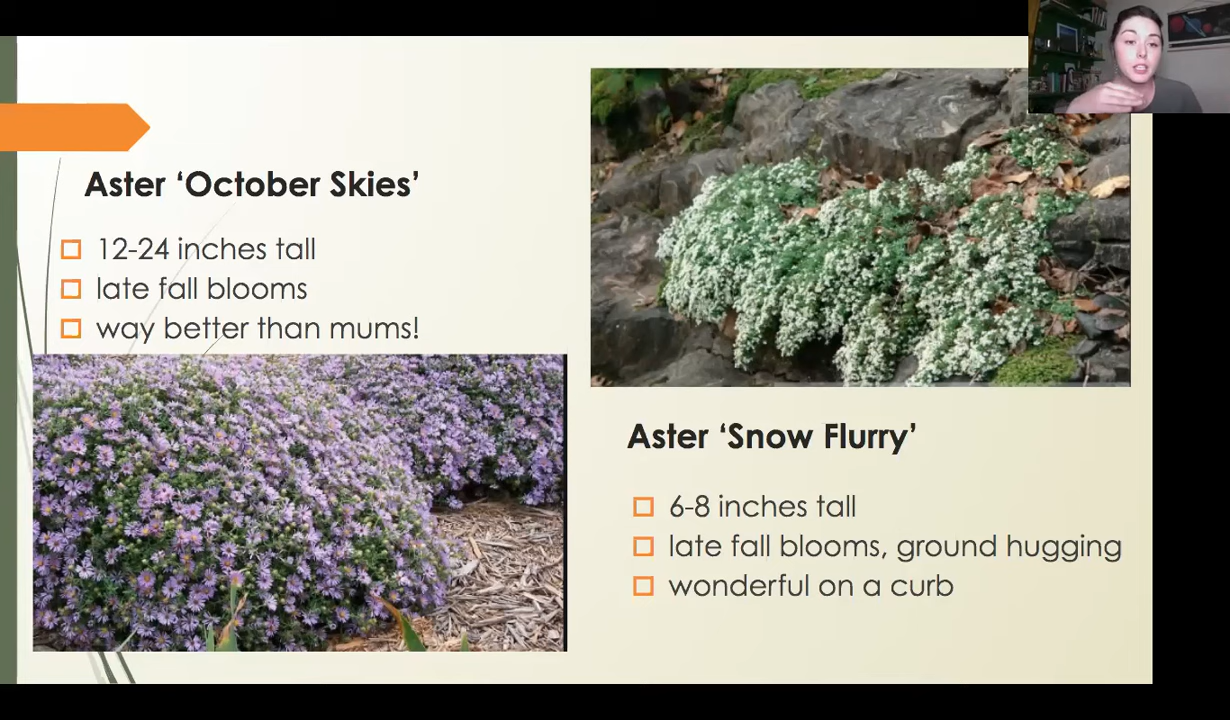 Aster ‘October Skies’
12-24 inches tall
late fall blooms
way better than mums!
Aster ‘Snow Flurry’
6-8 inches tall
late fall blooms, ground hugging
wonderful on a curb